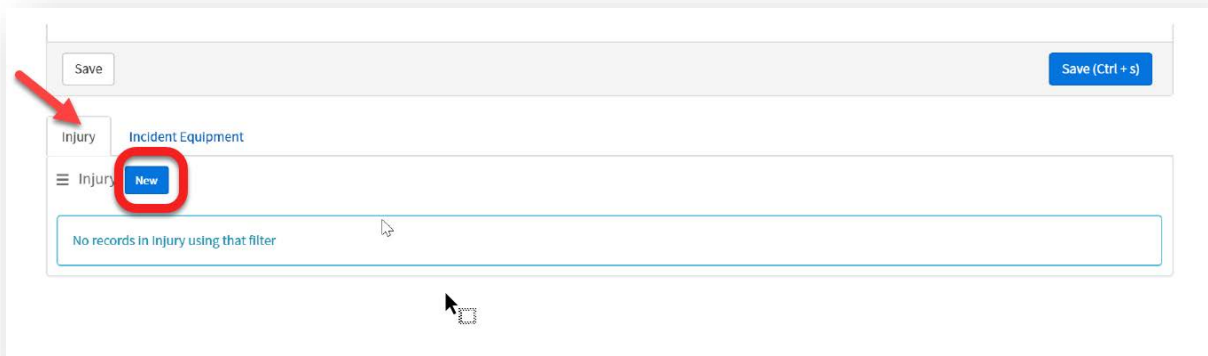 Save Save (Ctrl + s)
Injury Incident Equipment
Injury New
No records in Injury using that filter